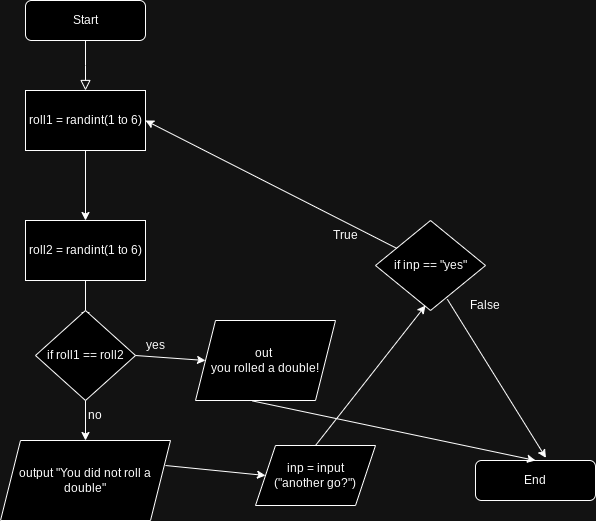 Start
roll1 = randint(1 to 6)
roll2 = randint(1 to 6)
True
if inp == "yes"
False
if roll1 == roll2
yes
out
you rolled a double!
no
output "You did not roll a
double"
inp = input
("another go?")
End